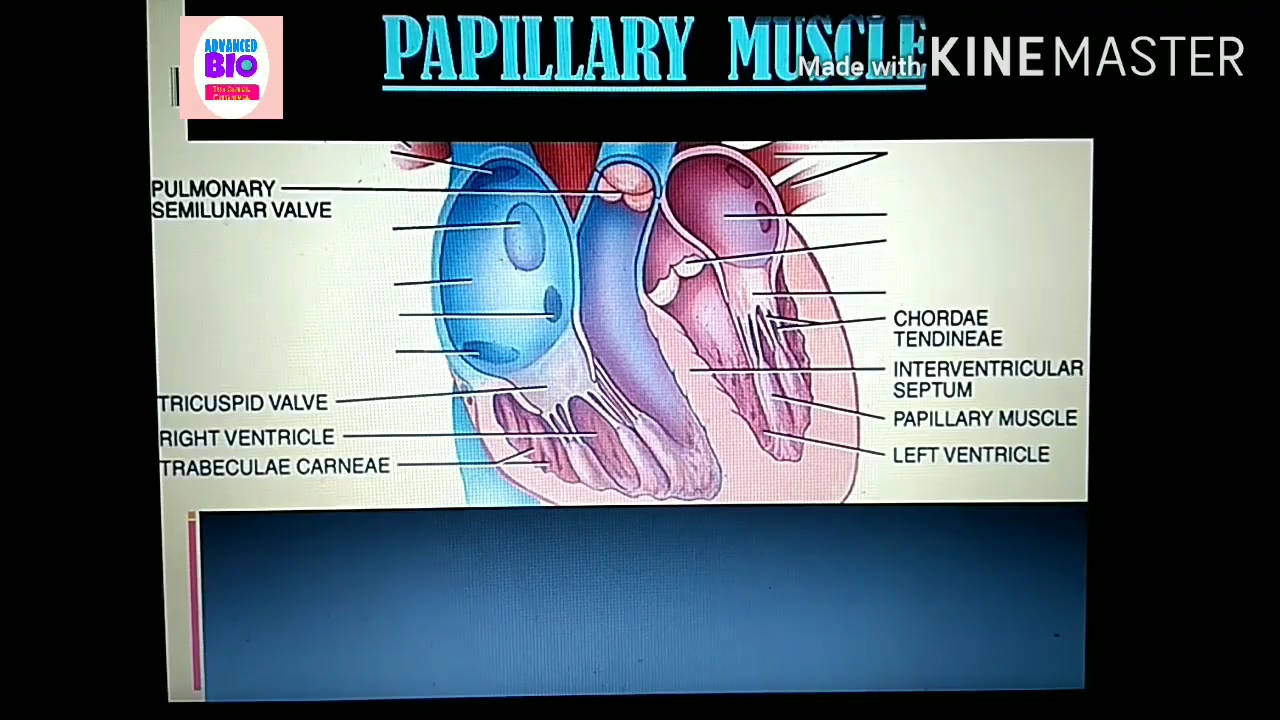 PAPILLARY MUSCLE
Made with KINEMASTER
ADVANCED
BIO
PULMONARY
SEMILUNAR VALVE
TRICUSPID VALVE
RIGHT VENTRICLE
TRABECULAE CARNEAE
CHORDAE
TENDINEAE
INTERVENTRICULAR
SEPTUM
PAPILLARY MUSCLE
LEFT VENTRICLE